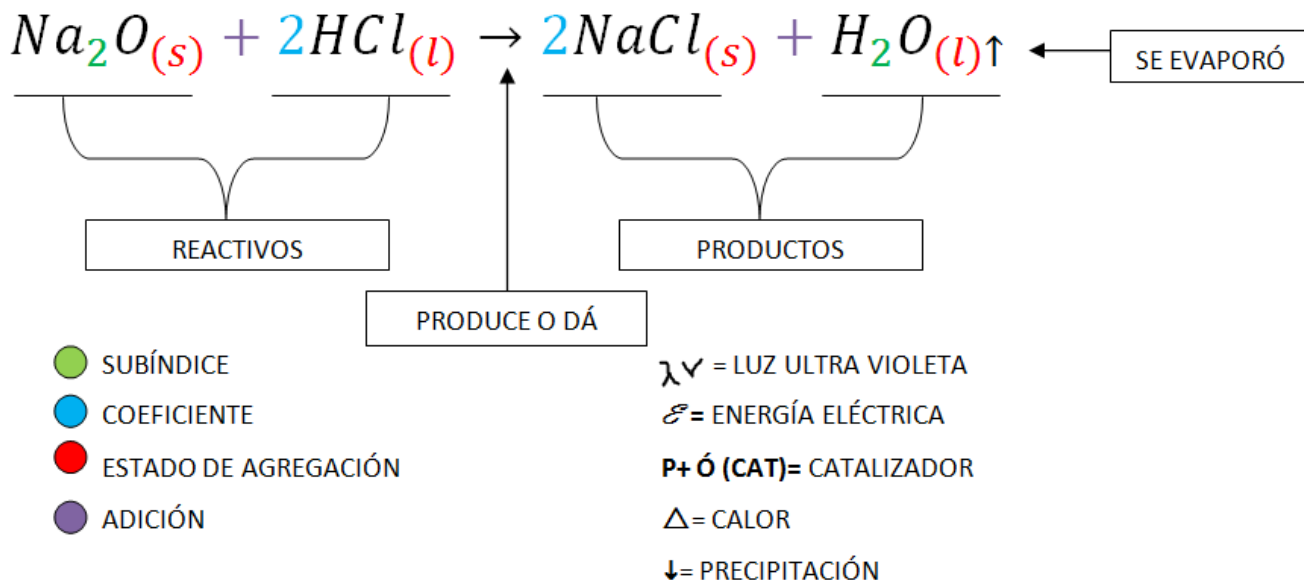 Na₂O(s) + 2HCl(l) → 2NaCl(s) + H₂O(l)↑
SE EVAPORÓ
REACTIVOS
PRODUCTOS
PRODUCE O DÁ
SUBÍNDICE
COEFICIENTE
ESTADO DE AGREGACIÓN
ADICIÓN
λv = LUZ ULTRA VIOLETA
ℰ= ENERGÍA ELÉCTRICA
P+ Ó (CAT)= CATALIZADOR
△= CALOR
↓= PRECIPITACIÓN